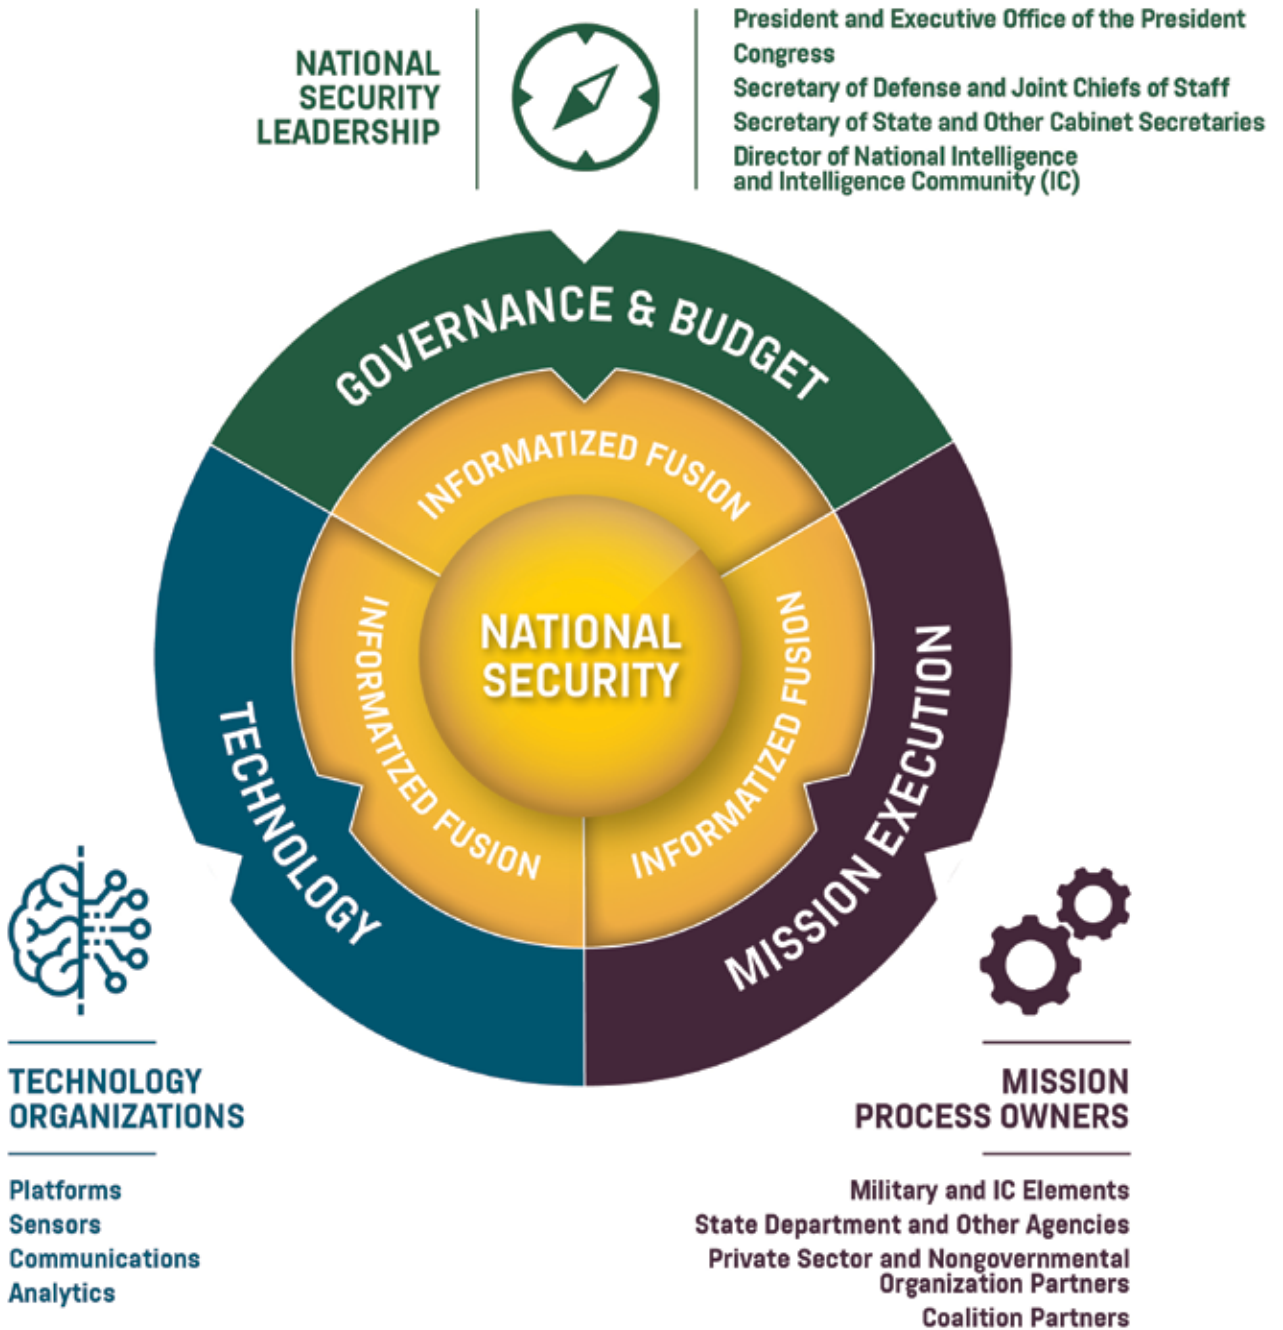 NATIONAL
SECURITY
LEADERSHIP
President and Executive Office of the President
Congress
Secretary of Defense and Joint Chiefs of Staff
Secretary of State and Other Cabinet Secretaries
Director of National Intelligence
and Intelligence Community (IC)
GOVERNANCE & BUDGET
INFORMATIZED FUSION
NATIONAL
SECURITY
INFORMATIZED FUSION
INFORMATIZED FUSION
TECHNOLOGY
MISSION EXECUTION
TECHNOLOGY
ORGANIZATIONS
Platforms
Sensors
Communications
Analytics
MISSION
PROCESS OWNERS
Military and IC Elements
State Department and Other Agencies
Private Sector and Nongovernmental
Organization Partners
Coalition Partners